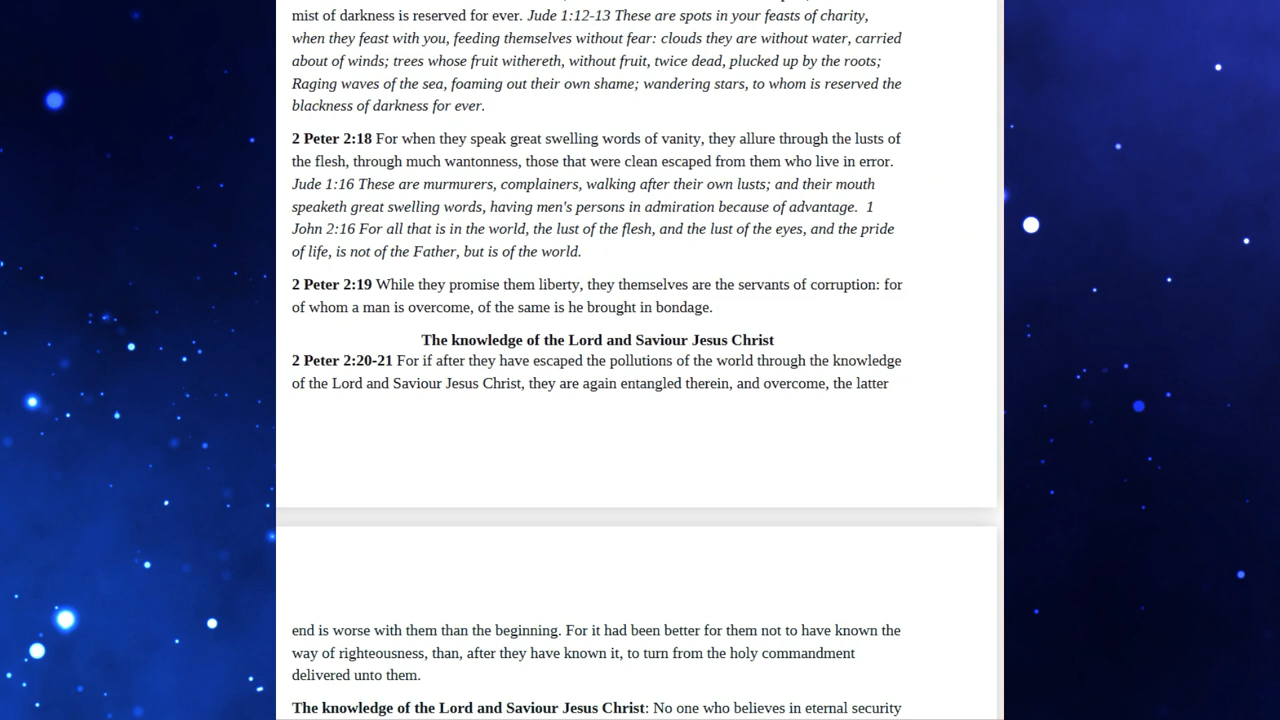 mist of darkness is reserved for ever. Jude 1:12-13 These are spots in your feasts of charity,
when they feast with you, feeding themselves without fear: clouds they are without water, carried
about of winds; trees whose fruit withereth, without fruit, twice dead, plucked up by the roots;
Raging waves of the sea, foaming out their own shame; wandering stars, to whom is reserved the
blackness of darkness for ever.
2 Peter 2:18 For when they speak great swelling words of vanity, they allure through the lusts of
the flesh, through much wantonness, those that were clean escaped from them who live in error.
Jude 1:16 These are murmurers, complainers, walking after their own lusts; and their mouth
speaketh great swelling words, having men's persons in admiration because of advantage.  1
John 2:16 For all that is in the world, the lust of the flesh, and the lust of the eyes, and the pride
of life, is not of the Father, but is of the world.
2 Peter 2:19 While they promise them liberty, they themselves are the servants of corruption: for
of whom a man is overcome, of the same is he brought in bondage.
The knowledge of the Lord and Saviour Jesus Christ
2 Peter 2:20-21 For if after they have escaped the pollutions of the world through the knowledge
of the Lord and Saviour Jesus Christ, they are again entangled therein, and overcome, the latter
end is worse with them than the beginning. For it had been better for them not to have known the
way of righteousness, than, after they have known it, to turn from the holy commandment
delivered unto them.
The knowledge of the Lord and Saviour Jesus Christ: No one who believes in eternal security